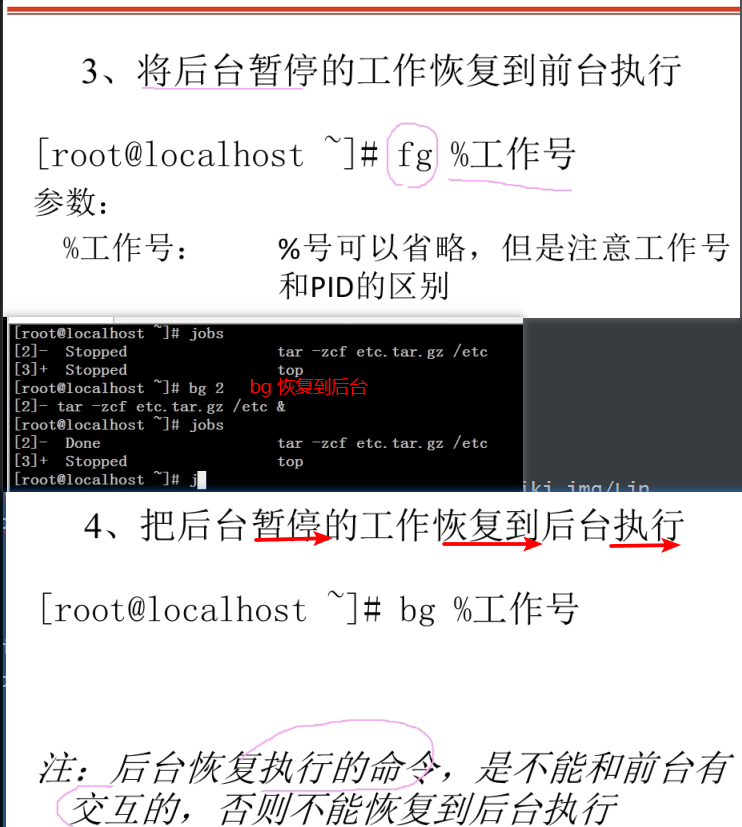 3、将后台暂停的工作恢复到前台执行
[root@localhost ~]# fg %工作号
参数：
%工作号： %号可以省略，但是注意工作号
和PID的区别
[root@localhost ~]# jobs
[2]- Stopped tar -zcf etc.tar.gz /etc
[3]+ Stopped top
[root@localhost ~]# bg 2 bg 恢复到后台
[2]- tar -zcf etc.tar.gz /etc &
[root@localhost ~]# jobs
[2]- Done tar -zcf etc.tar.gz /etc
[3]+ Stopped top
[root@localhost ~]# j
4、把后台暂停的工作恢复到后台执行
[root@localhost ~]# bg %工作号
注：后台恢复执行的命令，是不能和前台有
交互的，否则不能恢复到后台执行